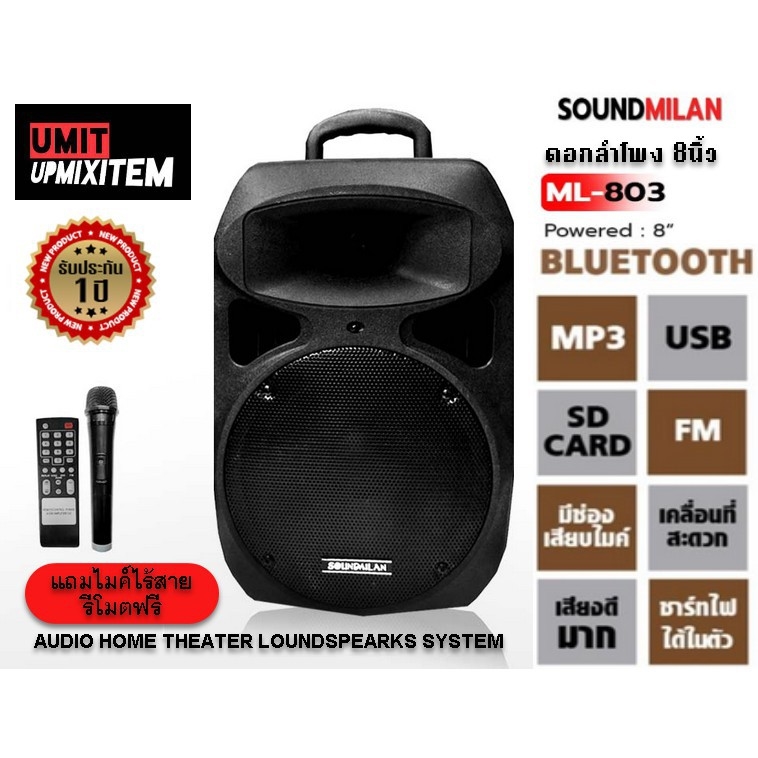 UMIT
UPMIXITEM
NEW PRODUCT
NEW PRODUCT
รับประกัน
1 ปี
NEW PRODUCT
NEW PRODUCT
แถมไมค์ไร้สาย
รีโมตฟรี
SOUNDMILAN
AUDIO HOME THEATER LOUNDSPEARKS SYSTEM
SOUNDMILAN
ดอกลำโพง 8นิ้ว
ML-803
Powered : 8"
BLUETOOTH
MP3
USB
SD
CARD
FM
มีช่อง
เสียบไมค์
เคลื่อนที่
สะดวก
เสียงดี
มาก
ชาร์ทไฟ
ได้ในตัว